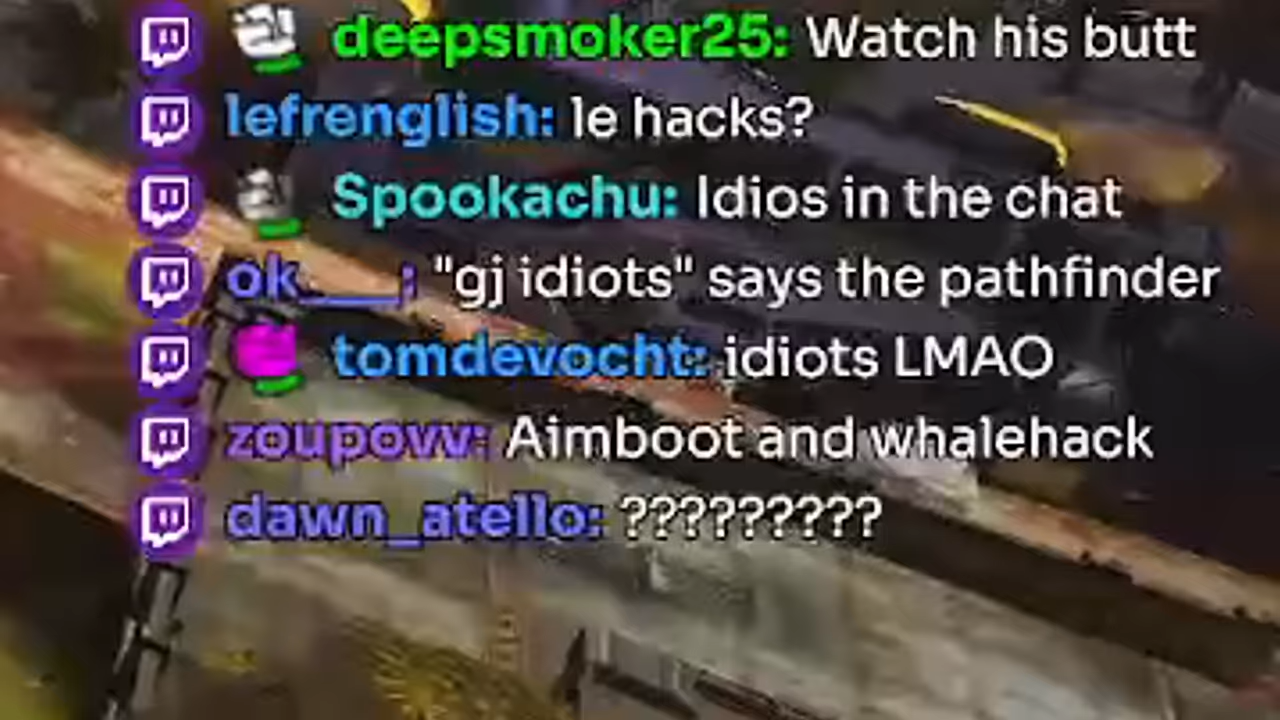 deepsmoker25: Watch his butt
lefrenglish: le hacks?
Spookachu: Idios in the chat
ok___: "gj idiots" says the pathfinder
tomdevocht: idiots LMAO
zoupovv: Aimboot and whalehack
dawn_atello: ?????????